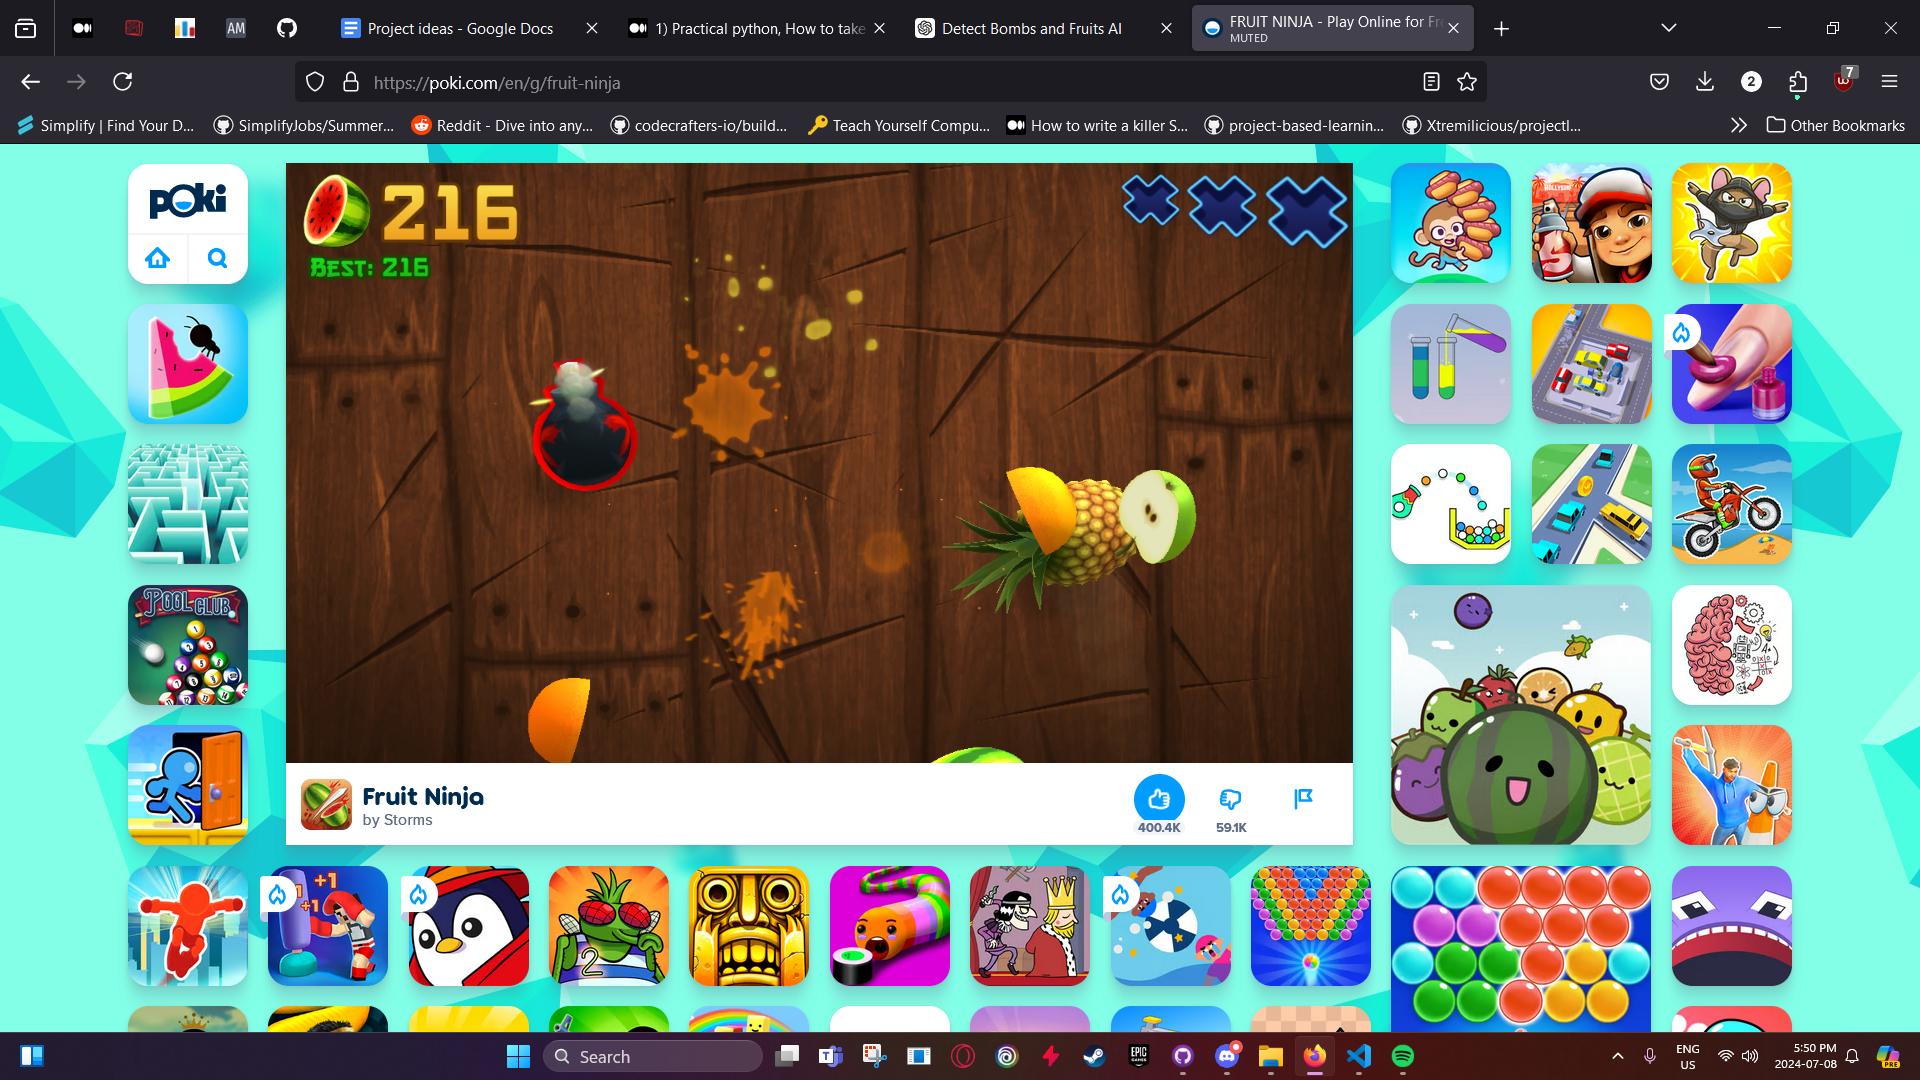 Project ideas - Google Docs
1) Practical python, How to take
Detect Bombs and Fruits AI
FRUIT NINJA - Play Online for Fr
MUTED
AM
https://poki.com/en/g/fruit-ninja
2
7
Simplify | Find Your D...
SimplifyJobs/Summer...
Reddit - Dive into any...
codecrafters-io/build...
Teach Yourself Compu...
How to write a killer S...
project-based-learnin...
Xtremilicious/projectl...
Other Bookmarks
poki
216
BEST: 216
POOL CLUB
Fruit Ninja
by Storms
400.4K
59.1K
+1
+1
2
Search
EPIC
GAMES
ENG
US
5:50 PM
2024-07-08
PRE